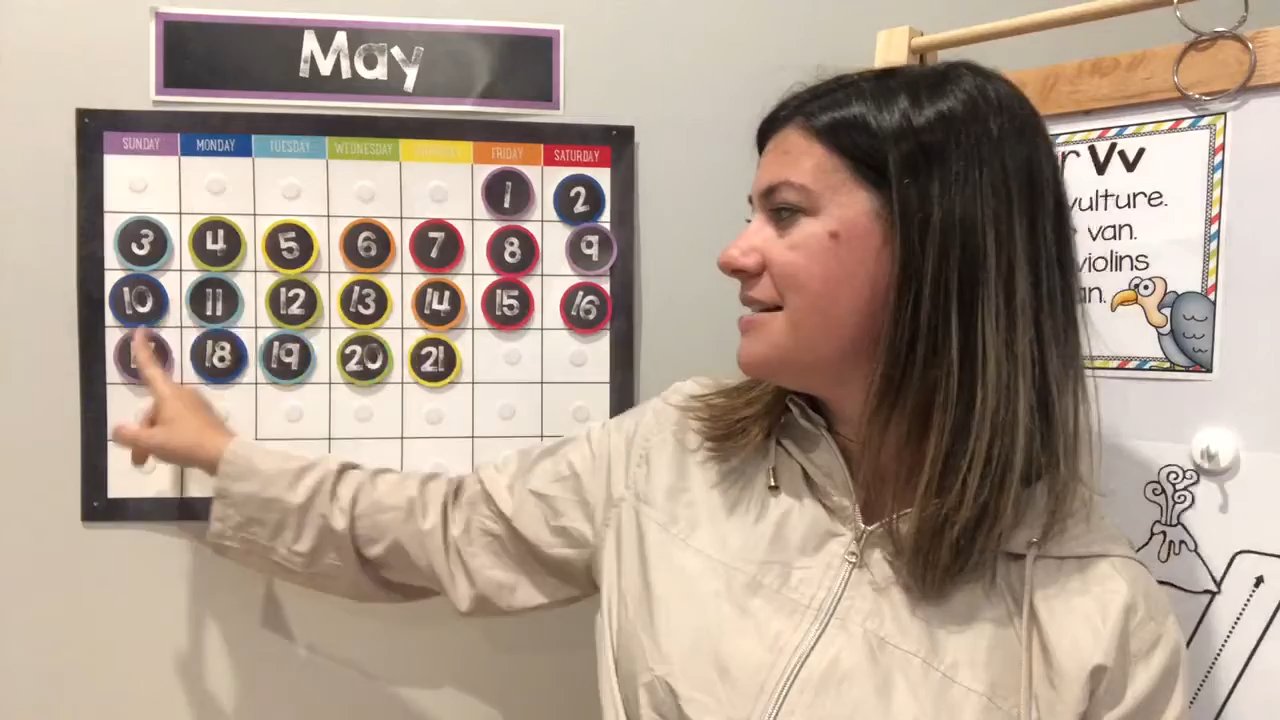 May
SUNDAY MONDAY TUESDAY WEDNESDAY THURSDAY FRIDAY SATURDAY
1 2
3 4 5 6 7 8 9
10 11 12 13 14 15 16
18 19 20 21
Vv
vulture.
van.
violins